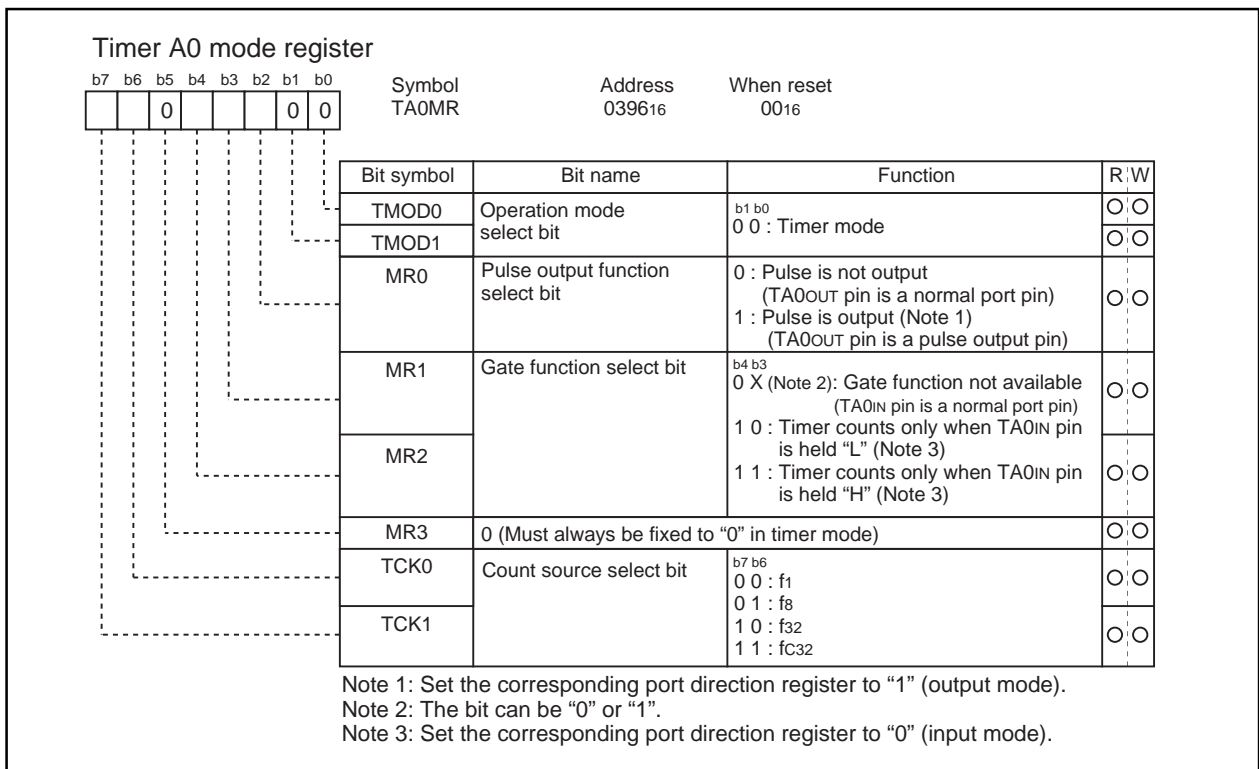 Timer A0 mode register
b7 b6 b5 b4 b3 b2 b1 b0
0 0 0
Symbol Address When reset
TA0MR 039616 0016
Bit symbol Bit name Function R W
TMOD0 Operation mode select bit b1 b0
TMOD1 0 0 : Timer mode
MR0 Pulse output function select bit 0 : Pulse is not output
(TA0OUT pin is a normal port pin)
1 : Pulse is output (Note 1)
(TA0OUT pin is a pulse output pin)
MR1 Gate function select bit b4 b3
0 X (Note 2): Gate function not available
(TA0IN pin is a normal port pin)
1 0 : Timer counts only when TA0IN pin
MR2 is held “L” (Note 3)
1 1 : Timer counts only when TA0IN pin
is held “H” (Note 3)
MR3 0 (Must always be fixed to “0” in timer mode)
TCK0 Count source select bit b7 b6
0 0 : f1
0 1 : f8
TCK1 1 0 : f32
1 1 : fC32
Note 1: Set the corresponding port direction register to “1” (output mode).
Note 2: The bit can be “0” or “1”.
Note 3: Set the corresponding port direction register to “0” (input mode).